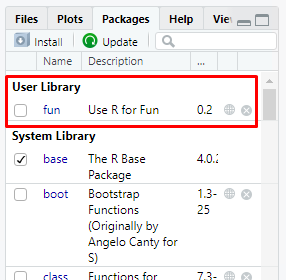 Files Plots Packages Help View
Install Update
Name Description ...
User Library
fun Use R for Fun 0.2
System Library
base The R Base 4.0.2
Package
boot Bootstrap 1.3-
Functions 25
(Originally by
Angelo Canty for
S)
class Functions for 7.3-